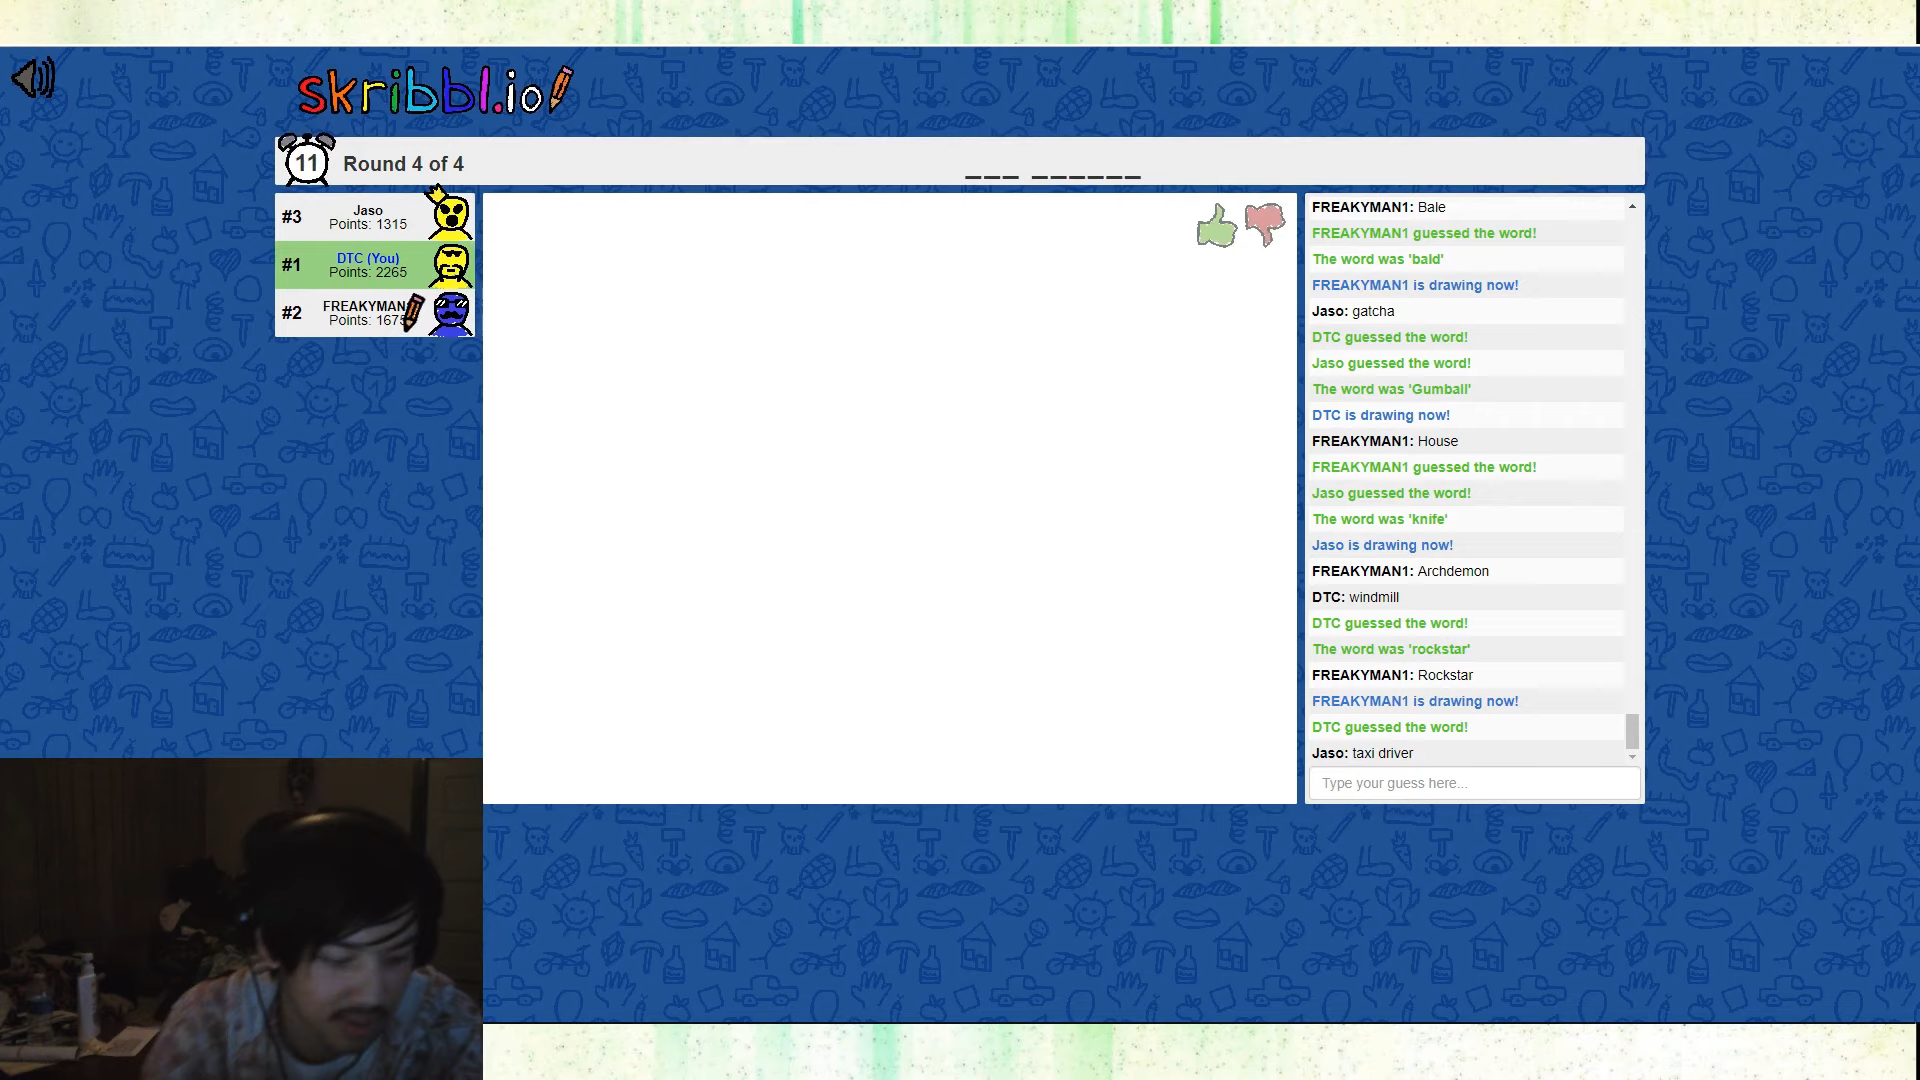 skribbl.io
11
Round 4 of 4
___ ______
#3
Jaso
Points: 1315
#1
DTC (You)
Points: 2265
#2
FREAKYMAN
Points: 1675
FREAKYMAN1: Bale
FREAKYMAN1 guessed the word!
The word was 'bald'
FREAKYMAN1 is drawing now!
Jaso: gatcha
DTC guessed the word!
Jaso guessed the word!
The word was 'Gumball'
DTC is drawing now!
FREAKYMAN1: House
FREAKYMAN1 guessed the word!
Jaso guessed the word!
The word was 'knife'
Jaso is drawing now!
FREAKYMAN1: Archdemon
DTC: windmill
DTC guessed the word!
The word was 'rockstar'
FREAKYMAN1: Rockstar
FREAKYMAN1 is drawing now!
DTC guessed the word!
Jaso: taxi driver
Type your guess here...